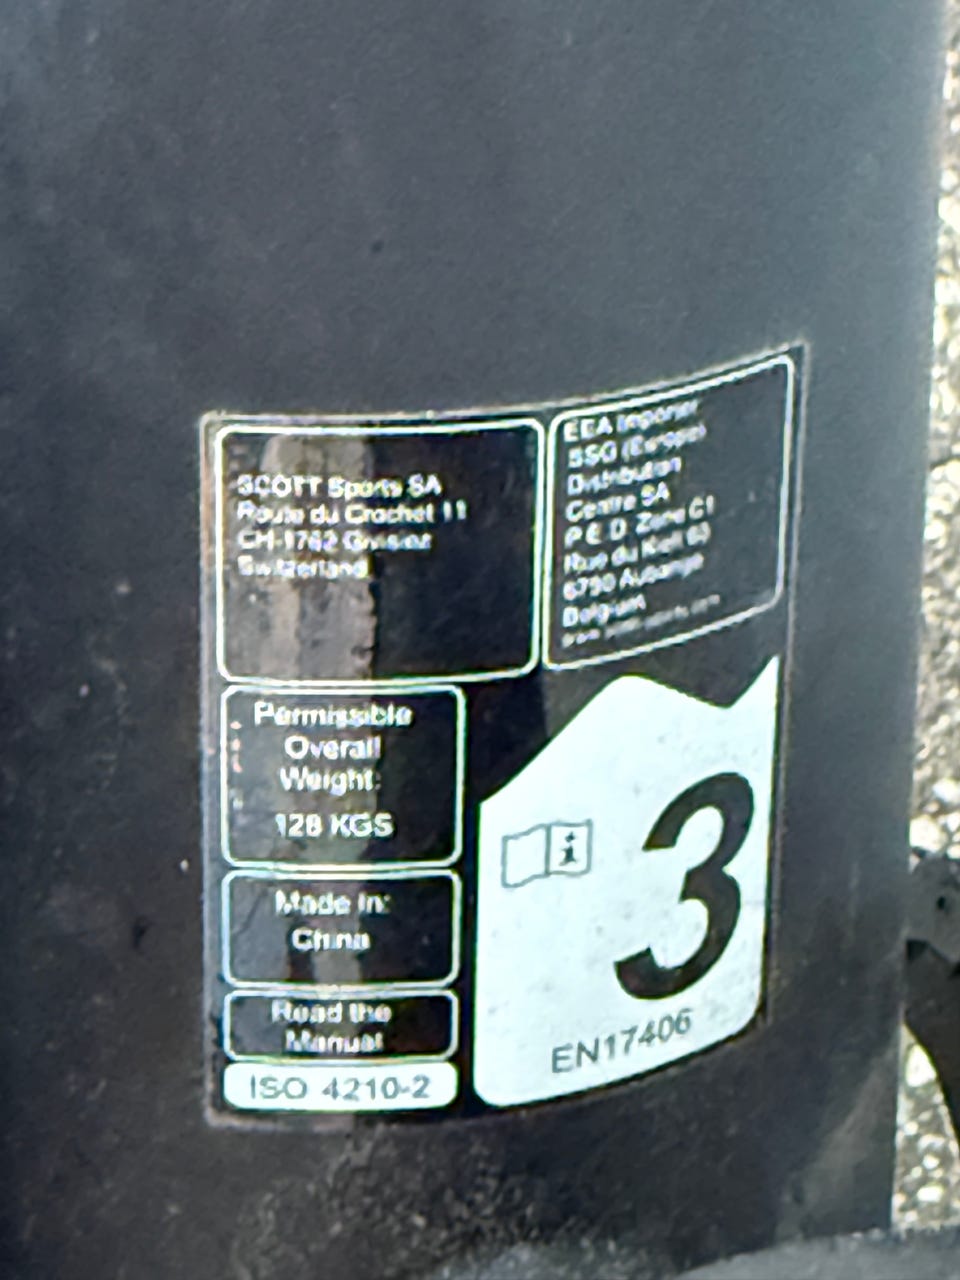 SCOTT Sports SA
Route du Crochet 11
CH-1762 Givisiez
Switzerland
EEA Importer
SSG (Europe)
Distribution
Centre SA
P.E.D. Zone C1
Rue du Kiell 60
6790 Aubange
Belgium
Permissible
Overall
Weight:
128 KGS
Made In:
China
Read the
Manual
ISO 4210-2
i
3
EN17406